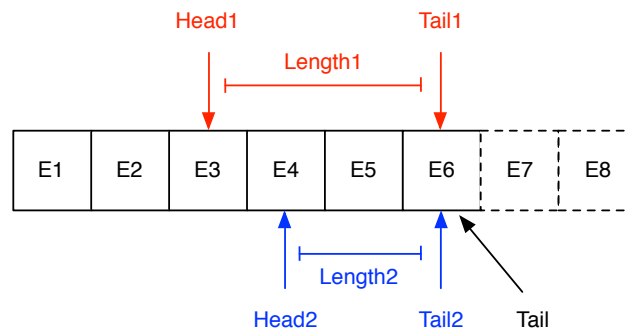 Head1 Tail1
Length1
E1 E2 E3 E4 E5 E6 E7 E8
Length2
Head2 Tail2 Tail